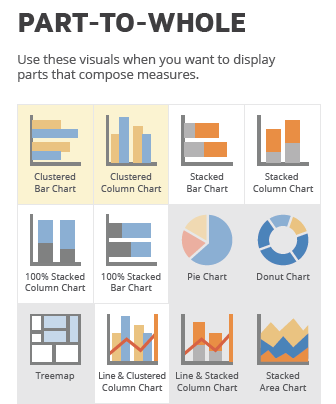 PART-TO-WHOLE
Use these visuals when you want to display
parts that compose measures.
Clustered
Bar Chart
Clustered
Column Chart
Stacked
Bar Chart
Stacked
Column Chart
100% Stacked
Column Chart
100% Stacked
Bar Chart
Pie Chart
Donut Chart
Treemap
Line & Clustered
Column Chart
Line & Stacked
Column Chart
Stacked
Area Chart